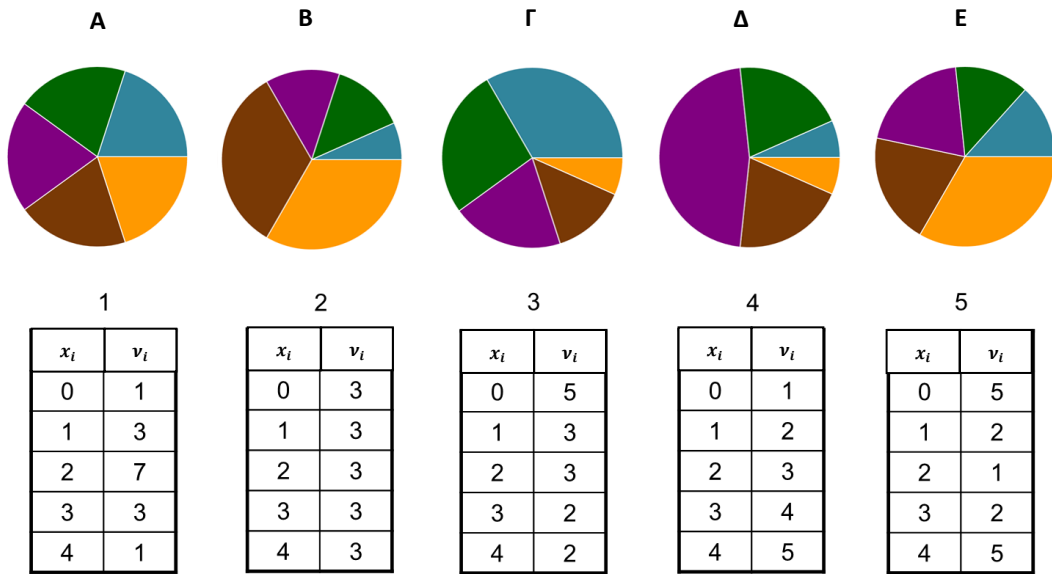 Α Β Γ Δ Ε
1 2 3 4 5
xᵢ νᵢ xᵢ νᵢ xᵢ νᵢ xᵢ νᵢ xᵢ νᵢ
0 1 0 3 0 5 0 1 0 5
1 3 1 3 1 3 1 2 1 2
2 7 2 3 2 3 2 3 2 1
3 3 3 3 3 2 3 4 3 2
4 1 4 3 4 2 4 5 4 5